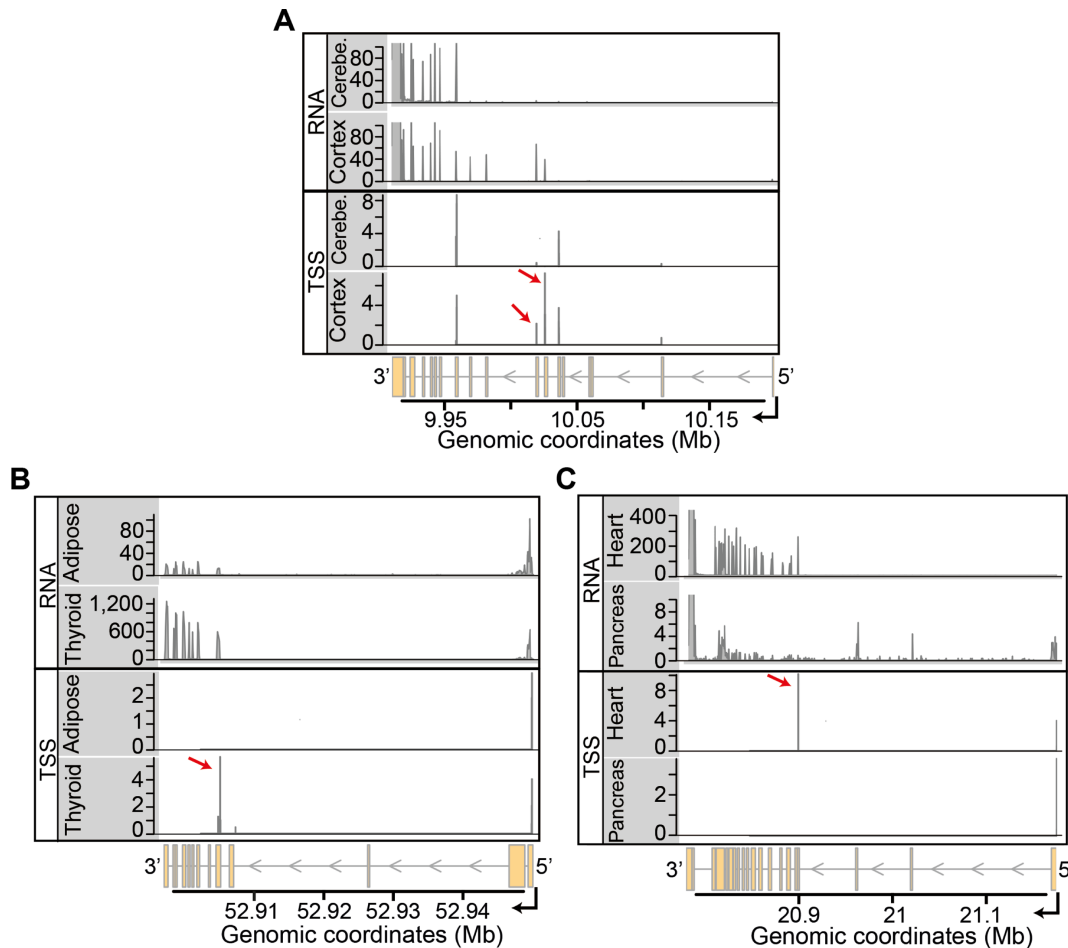 A
RNA
Cerebe.
80
40
0
Cortex
80
40
0
TSS
Cerebe.
8
4
0
Cortex
4
0
3’ 5’
9.95 10.05 10.15
Genomic coordinates (Mb)
B
RNA
Adipose
80
40
0
Thyroid
1,200
600
0
TSS
Adipose
3
2
1
0
Thyroid
4
2
0
3’ 5’
52.91 52.92 52.93 52.94
Genomic coordinates (Mb)
C
RNA
Heart
400
200
0
Pancreas
8
4
0
TSS
Heart
8
4
0
Pancreas
2
0
3’ 5’
20.9 21 21.1
Genomic coordinates (Mb)